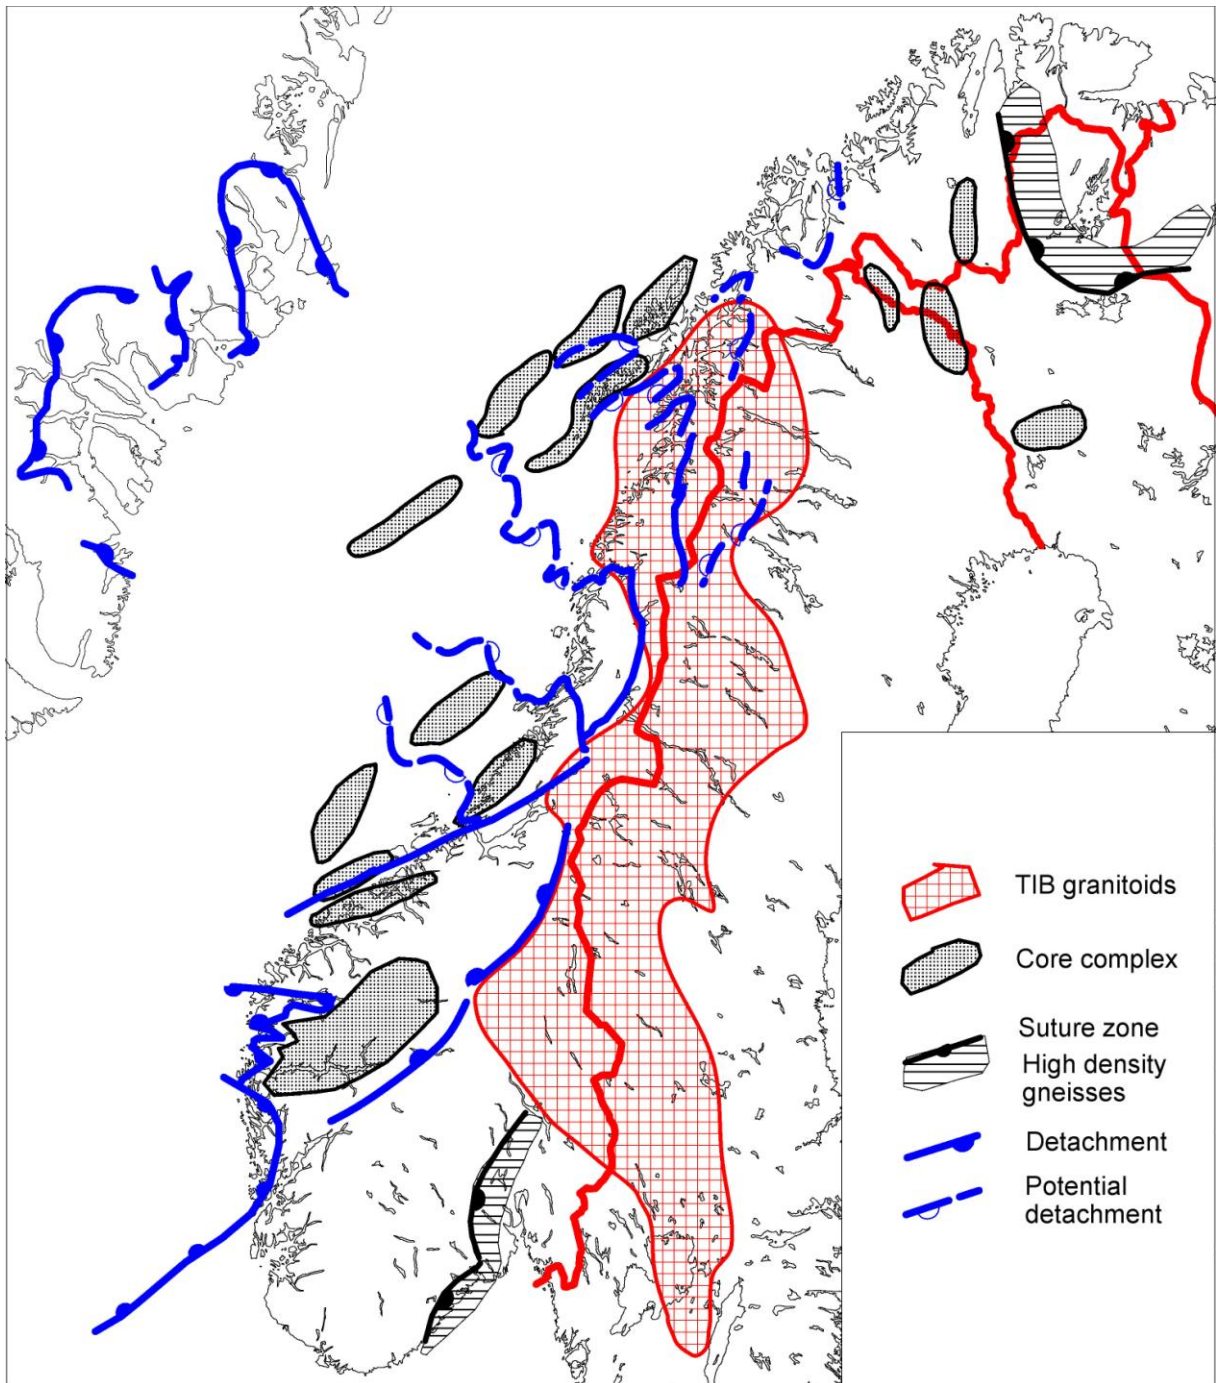 TIB granitoids
Core complex
Suture zone
High density
gneisses
Detachment
Potential
detachment